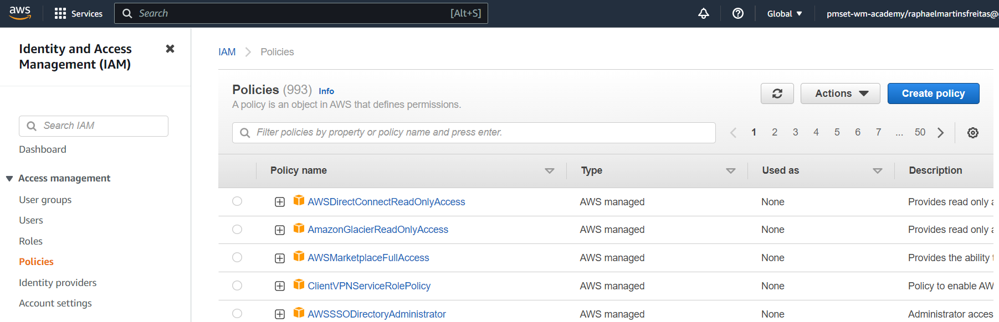 aws
Services
Search
[Alt+S]
Global
pmset-wm-academy/raphaelmartinsfreitas@
Identity and Access
Management (IAM)
Search IAM
Dashboard
Access management
User groups
Users
Roles
Policies
Identity providers
Account settings
IAM
Policies
Policies (993) Info
A policy is an object in AWS that defines permissions.
Actions
Create policy
Filter policies by property or policy name and press enter.
1 2 3 4 5 6 7 ... 50
Policy name Type Used as Description
AWSDirectConnectReadOnlyAccess AWS managed None Provides read only
AmazonGlacierReadOnlyAccess AWS managed None Provides read only
AWSMarketplaceFullAccess AWS managed None Provides the ability
ClientVPNServiceRolePolicy AWS managed None Policy to enable AW
AWSSSODirectoryAdministrator AWS managed None Administrator acces